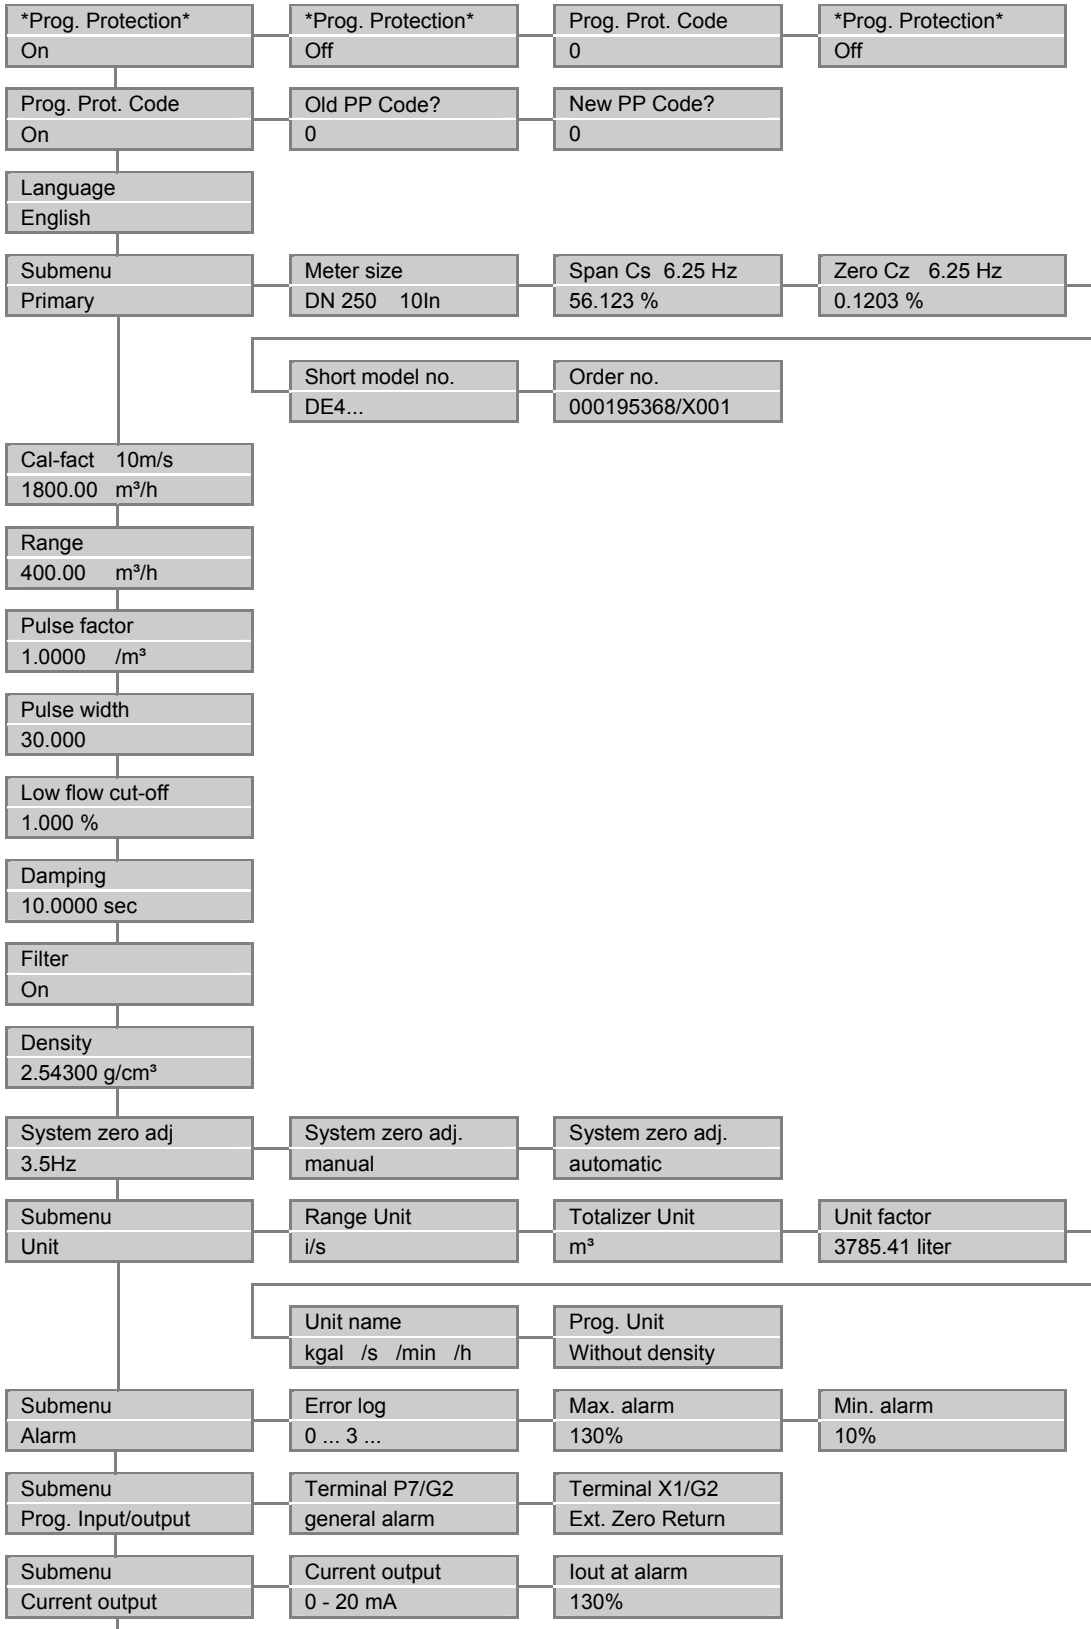 *Prog. Protection*
On
*Prog. Protection*
Off
Prog. Prot. Code
0
*Prog. Protection*
Off
Prog. Prot. Code
On
Old PP Code?
0
New PP Code?
0
Language
English
Submenu
Primary
Meter size
DN 250 10In
Span Cs 6.25 Hz
56.123 %
Zero Cz 6.25 Hz
0.1203 %
Short model no.
DE4...
Order no.
000195368/X001
Cal-fact 10m/s
1800.00 m³/h
Range
400.00 m³/h
Pulse factor
1.0000 /m³
Pulse width
30.000
Low flow cut-off
1.000 %
Damping
10.0000 sec
Filter
On
Density
2.54300 g/cm³
System zero adj
3.5Hz
System zero adj.
manual
System zero adj.
automatic
Submenu
Unit
Range Unit
i/s
Totalizer Unit
m³
Unit factor
3785.41 liter
Unit name
kgal /s /min /h
Prog. Unit
Without density
Submenu
Alarm
Error log
0 ... 3 ...
Max. alarm
130%
Min. alarm
10%
Submenu
Prog. Input/output
Terminal P7/G2
general alarm
Terminal X1/G2
Ext. Zero Return
Submenu
Current output
Current output
0 - 20 mA
Iout at alarm
130%